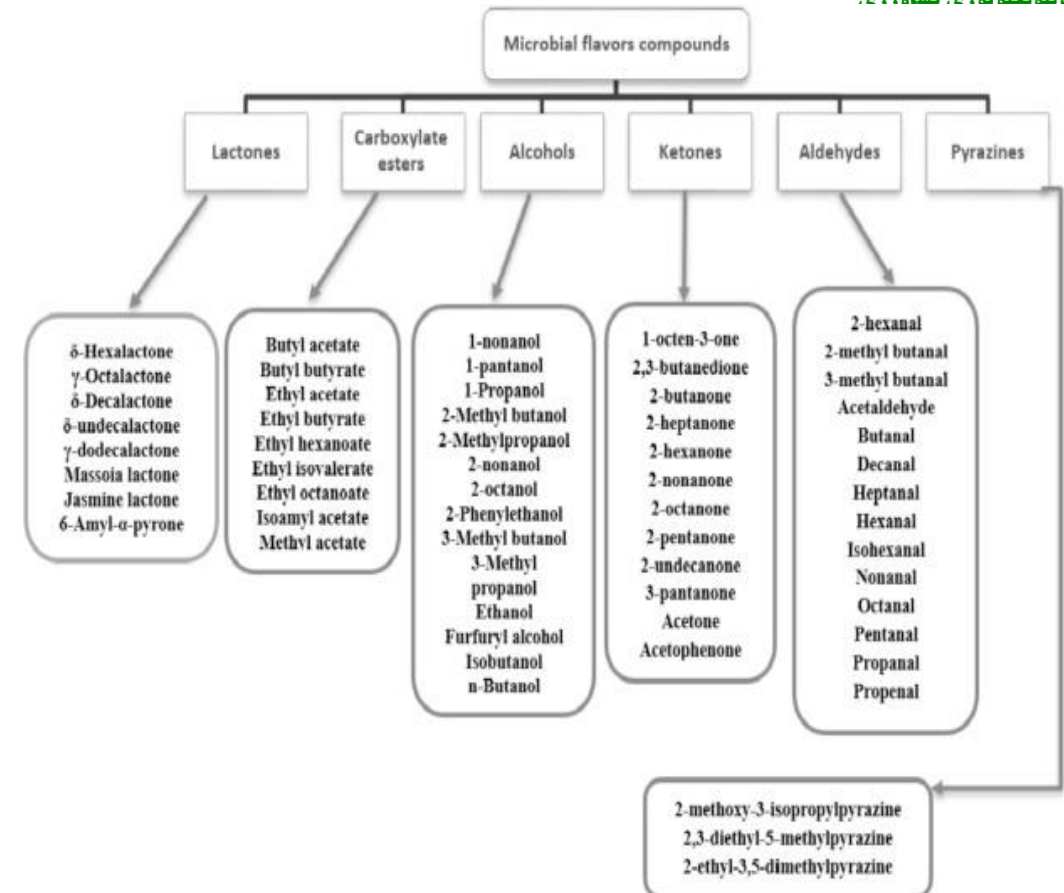 Microbial flavors compounds
Lactones
Carboxylate
esters
Alcohols
Ketones
Aldehydes
Pyrazines
δ-Hexalactone
γ-Octalactone
δ-Decalactone
δ-undecalactone
γ-dodecalactone
Massoia lactone
Jasmine lactone
6-Amyl-α-pyrone
Butyl acetate
Butyl butyrate
Ethyl acetate
Ethyl butyrate
Ethyl hexanoate
Ethyl isovalerate
Ethyl octanoate
Isoamyl acetate
Methyl acetate
1-nonanol
1-pantanol
1-Propanol
2-Methyl butanol
2-Methylpropanol
2-nonanol
2-octanol
2-Phenylethanol
3-Methyl butanol
3-Methyl
propanol
Ethanol
Furfuryl alcohol
Isobutanol
n-Butanol
1-octen-3-one
2,3-butanedione
2-butanone
2-heptanone
2-hexanone
2-nonanone
2-octanone
2-pentanone
2-undecanone
3-pantanone
Acetone
Acetophenone
2-hexanal
2-methyl butanal
3-methyl butanal
Acetaldehyde
Butanal
Decanal
Heptanal
Hexanal
Isohexanal
Nonanal
Octanal
Pentanal
Propanal
Propenal
2-methoxy-3-isopropylpyrazine
2,3-diethyl-5-methylpyrazine
2-ethyl-3,5-dimethylpyrazine